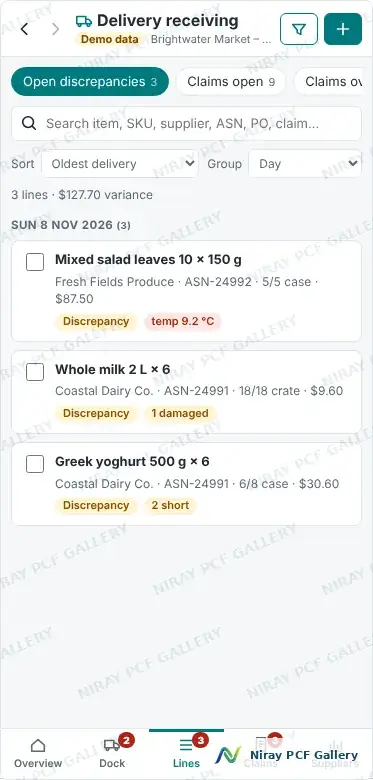 Delivery receiving
Demo data Brightwater Market – ...
Open discrepancies 3 Claims open 9 Claims ov
Search item, SKU, supplier, ASN, PO, claim...
Sort Oldest delivery Group Day
3 lines · $127.70 variance
SUN 8 NOV 2026 (3)
Mixed salad leaves 10 × 150 g
Fresh Fields Produce · ASN-24992 · 5/5 case ·
$87.50
Discrepancy temp 9.2 °C
Whole milk 2 L × 6
Coastal Dairy Co. · ASN-24991 · 18/18 crate · $9.60
Discrepancy 1 damaged
Greek yoghurt 500 g × 6
Coastal Dairy Co. · ASN-24991 · 6/8 case · $30.60
Discrepancy 2 short
NIRAY PCF GALLERY
2 3
Overview Dock Lines Claims Suppliers
Niray PCF Gallery